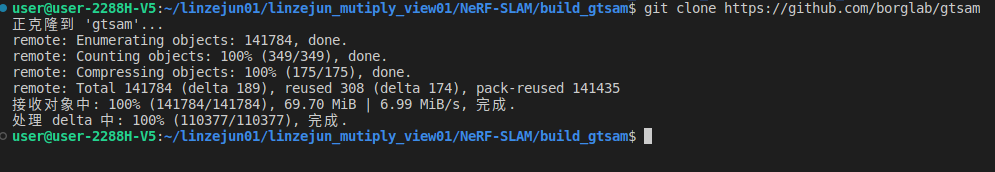 user@user-2288H-V5:~/linzejun01/linzejun_mutiply_view01/NeRF-SLAM/build_gtsam$ git clone https://github.com/borglab/gtsam
正克隆到 'gtsam'...
remote: Enumerating objects: 141784, done.
remote: Counting objects: 100% (349/349), done.
remote: Compressing objects: 100% (175/175), done.
remote: Total 141784 (delta 189), reused 308 (delta 174), pack-reused 141435
接收对象中: 100% (141784/141784), 69.70 MiB | 6.99 MiB/s, 完成.
处理 delta 中: 100% (110377/110377), 完成.
user@user-2288H-V5:~/linzejun01/linzejun_mutiply_view01/NeRF-SLAM/build_gtsam$